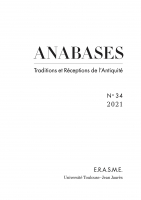 ANABASES
Traditions et Réceptions de l'Antiquité
N° 34
2021
E.R.A.S.M.E.
Université Toulouse - Jean Jaurès